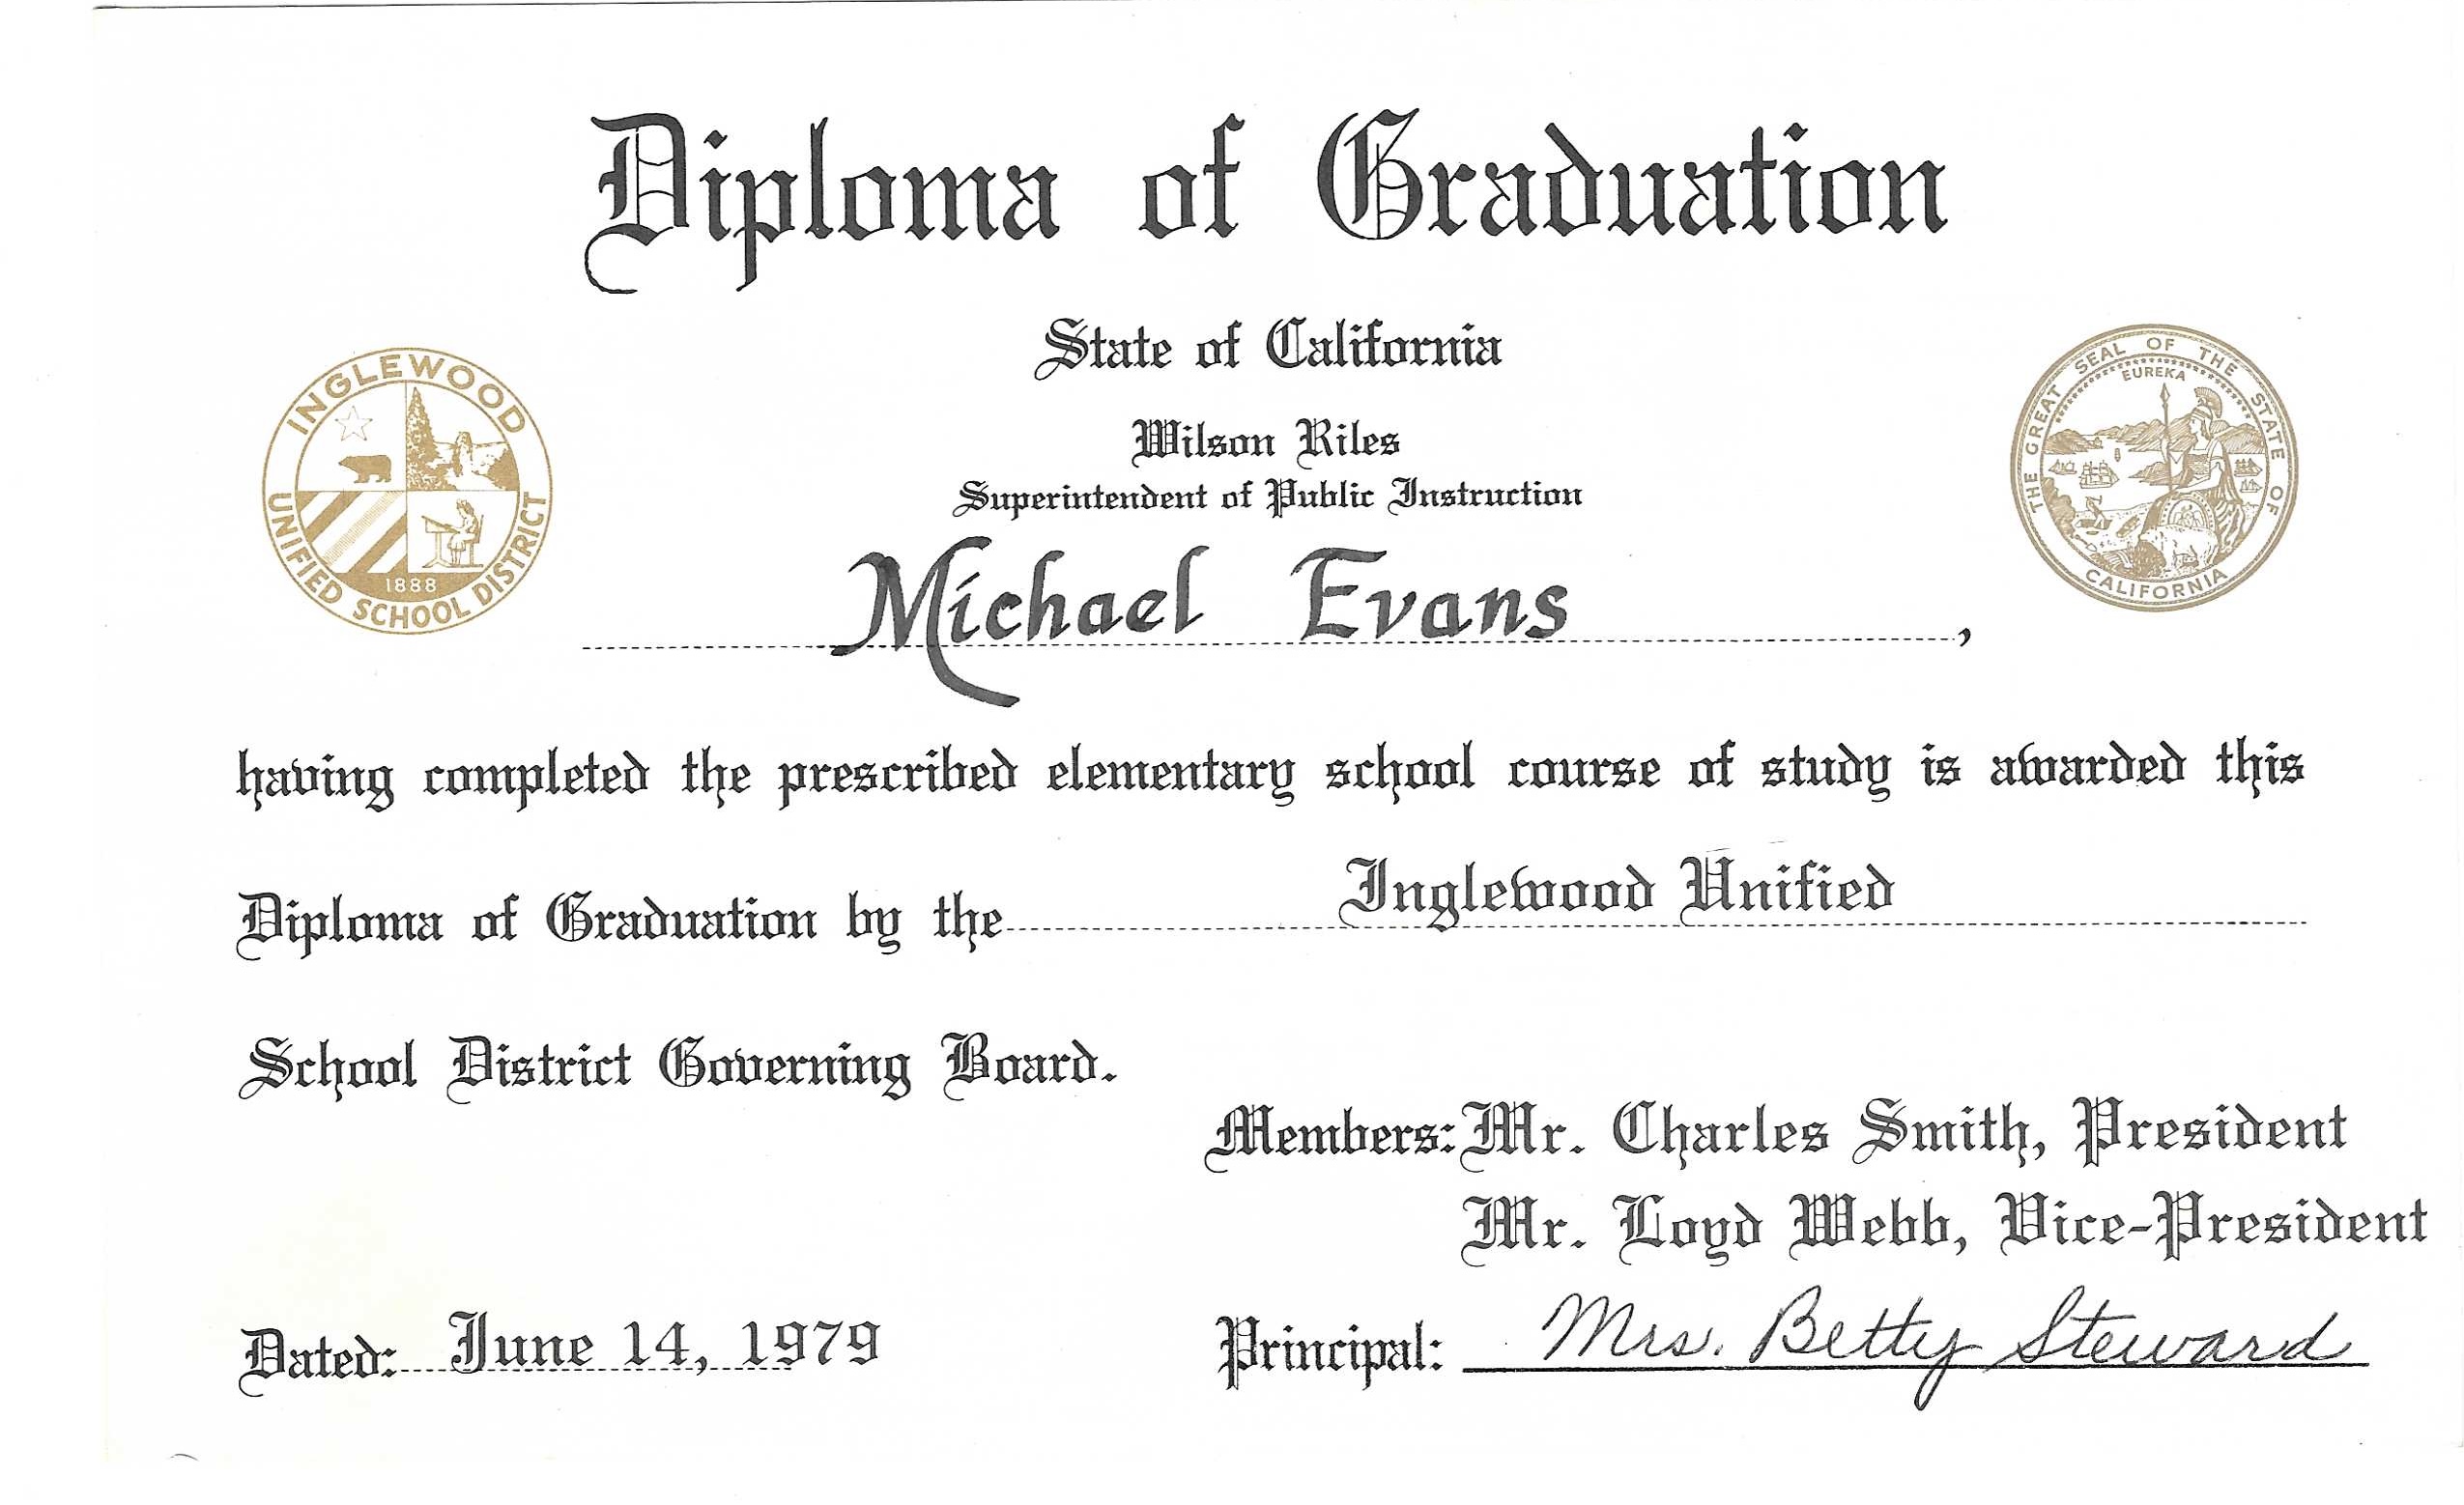 Diploma of Graduation
State of California
Wilson Riles
Superintendent of Public Instruction
INGLEWOOD
UNIFIED SCHOOL DISTRICT
1888
THE GREAT SEAL OF THE STATE OF
CALIFORNIA
EUREKA
Michael Evans,
having completed the prescribed elementary school course of study is awarded this
Diploma of Graduation by the Inglewood Unified
School District Governing Board.
Members: Mr. Charles Smith, President
Mr. Loyd Webb, Vice-President
Dated: June 14, 1979
Principal: Mrs. Betty Steward